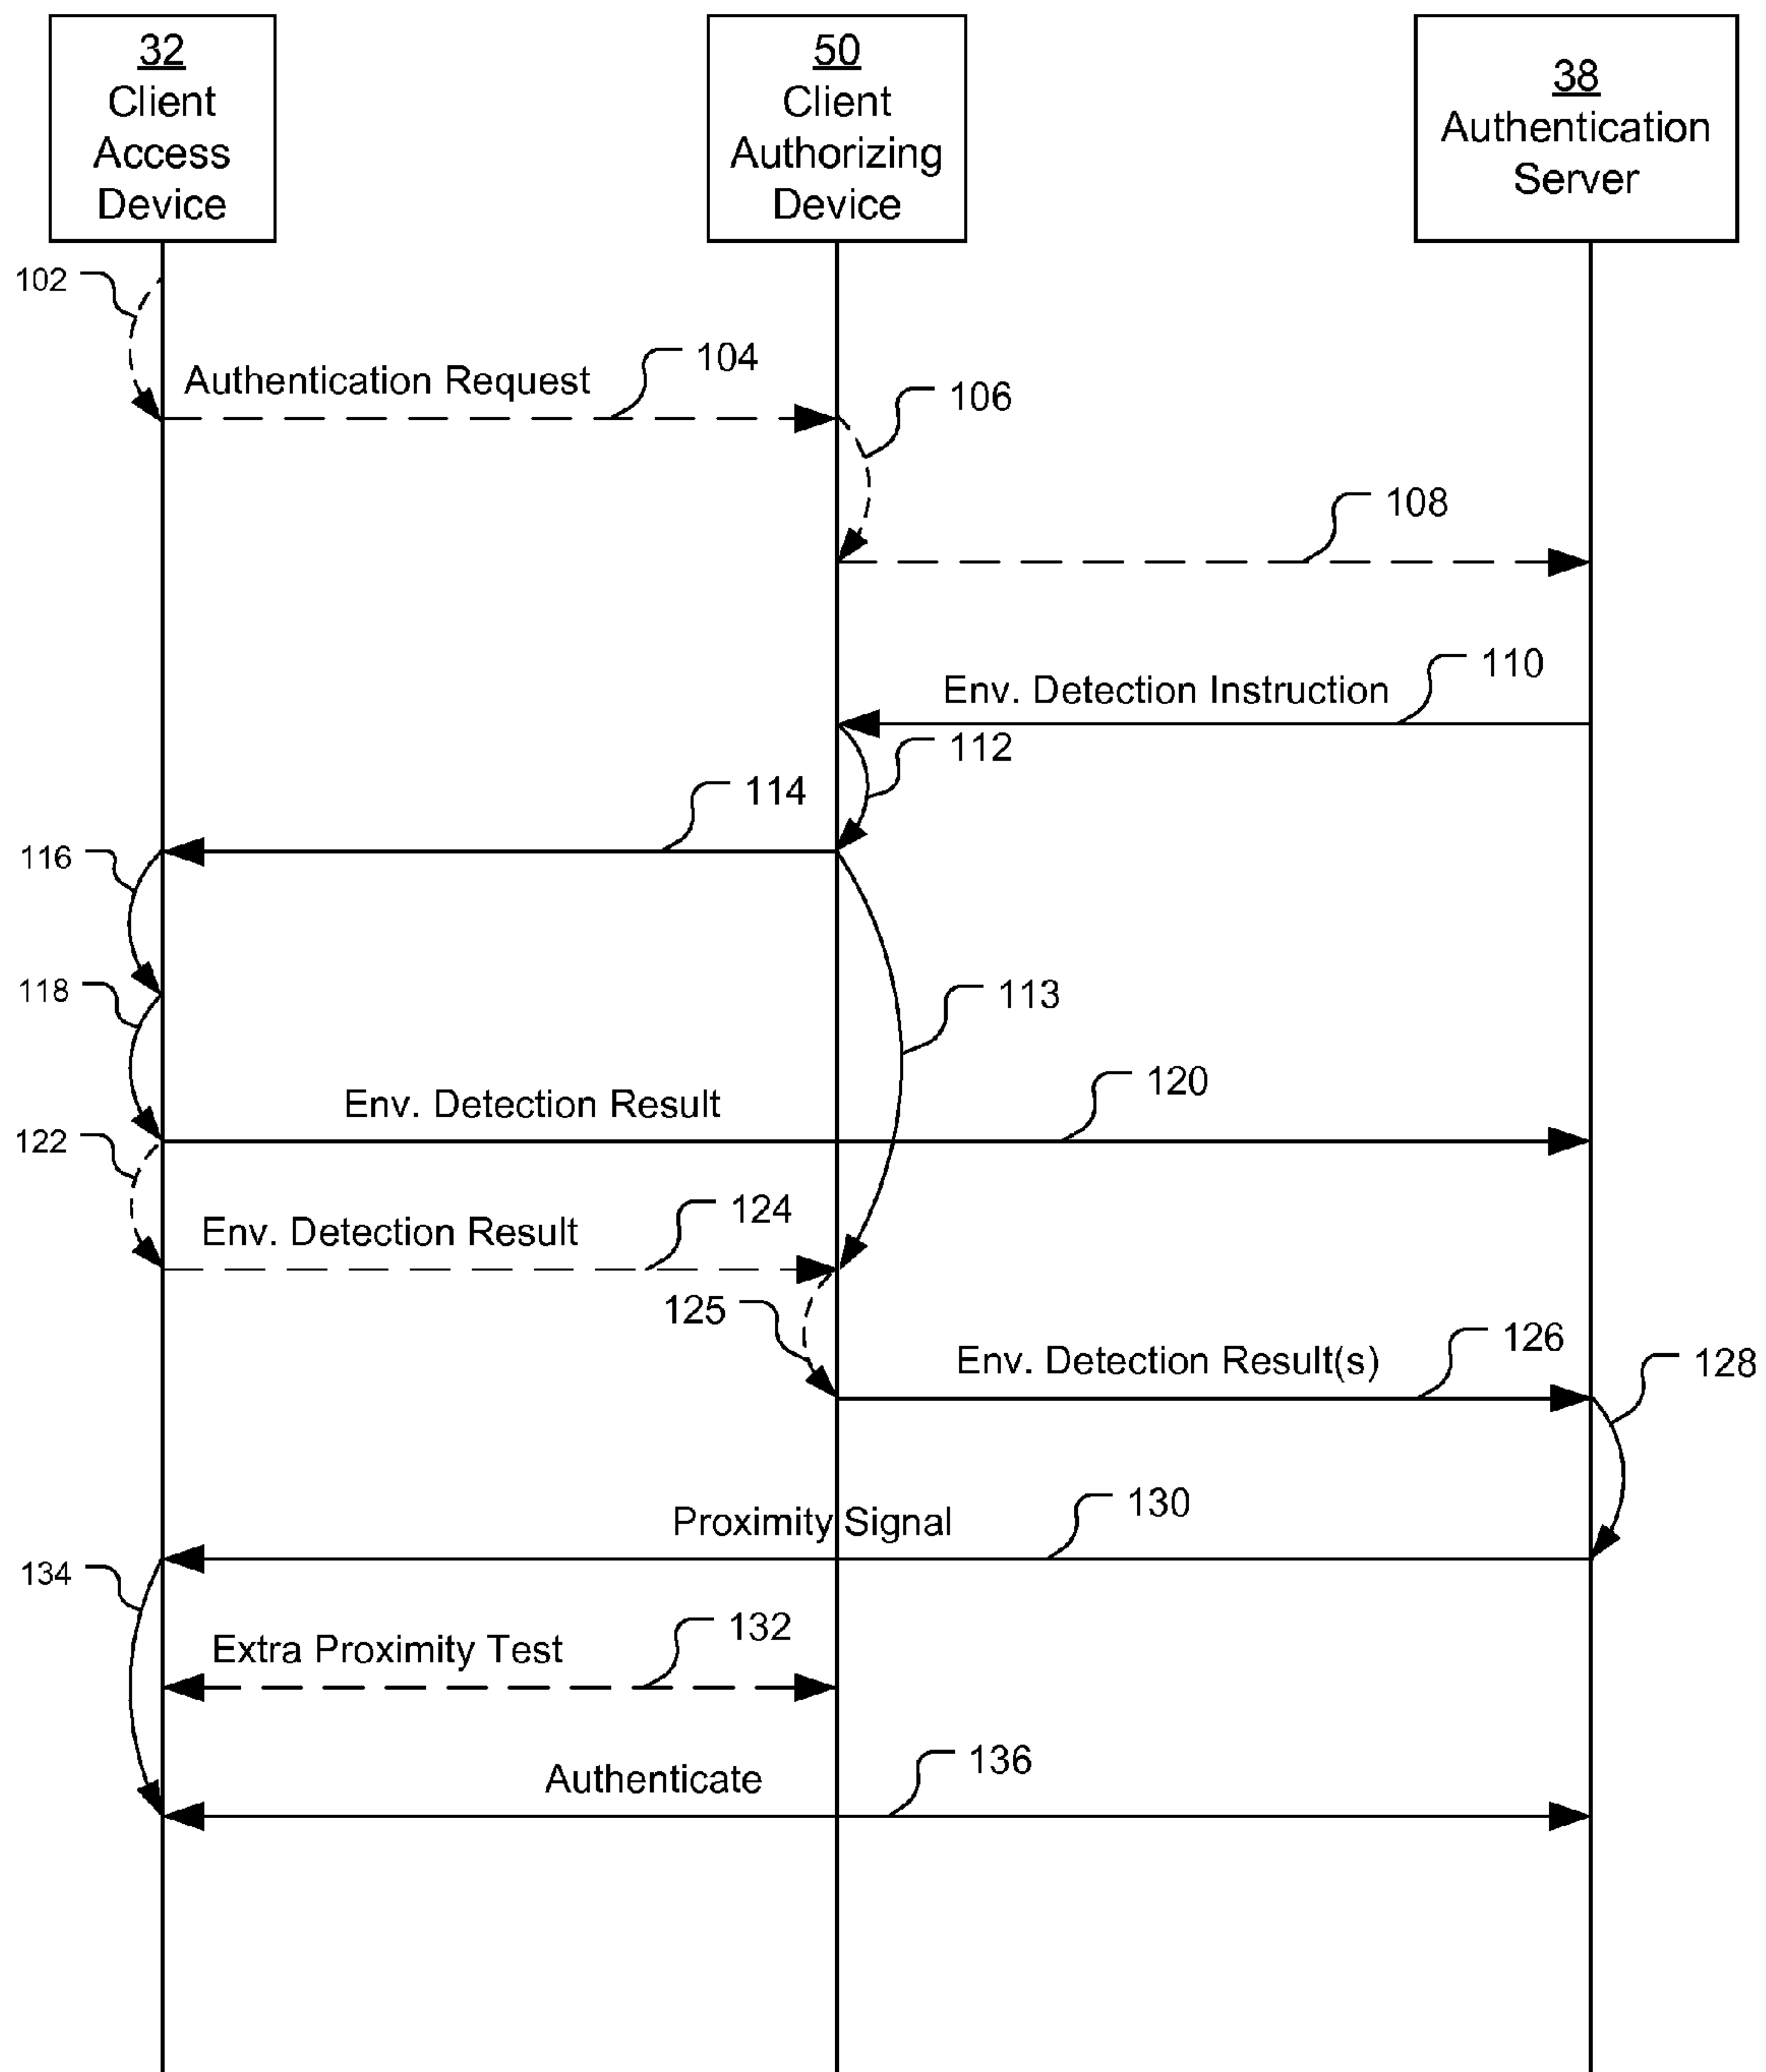 32
Client
Access
Device
50
Client
Authorizing
Device
38
Authentication
Server
102
Authentication Request
104
106
108
Env. Detection Instruction
110
112
114
116
118
113
Env. Detection Result
120
122
Env. Detection Result
124
125
Env. Detection Result(s)
126
128
Proximity Signal
130
134
Extra Proximity Test
132
Authenticate
136